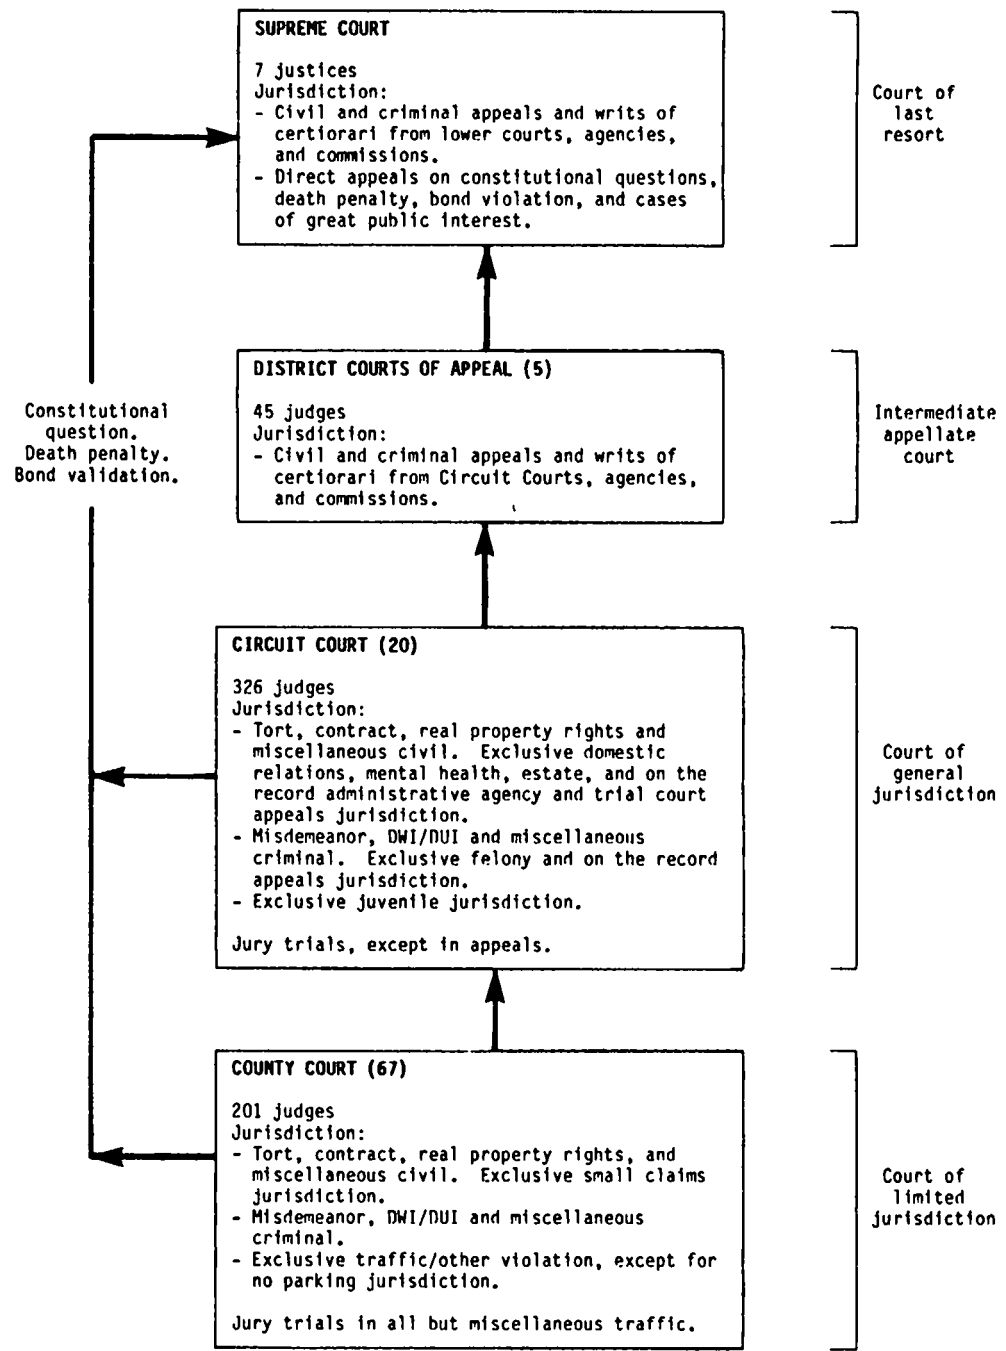 SUPREME COURT
7 justices
Jurisdiction:
- Civil and criminal appeals and writs of
certiorari from lower courts, agencies,
and commissions.
- Direct appeals on constitutional questions,
death penalty, bond violation, and cases
of great public interest.
Court of
last
resort
Constitutional
question.
Death penalty.
Bond validation.
DISTRICT COURTS OF APPEAL (5)
45 judges
Jurisdiction:
- Civil and criminal appeals and writs of
certiorari from Circuit Courts, agencies,
and commissions.
Intermediate
appellate
court
CIRCUIT COURT (20)
326 judges
Jurisdiction:
- Tort, contract, real property rights and
miscellaneous civil. Exclusive domestic
relations, mental health, estate, and on the
record administrative agency and trial court
appeals jurisdiction.
- Misdemeanor, DWI/DUI and miscellaneous
criminal. Exclusive felony and on the record
appeals jurisdiction.
- Exclusive juvenile jurisdiction.
Jury trials, except in appeals.
Court of
general
jurisdiction
COUNTY COURT (67)
201 judges
Jurisdiction:
- Tort, contract, real property rights, and
miscellaneous civil. Exclusive small claims
jurisdiction.
- Misdemeanor, DWI/DUI and miscellaneous
criminal.
- Exclusive traffic/other violation, except for
no parking jurisdiction.
Jury trials in all but miscellaneous traffic.
Court of
limited
jurisdiction